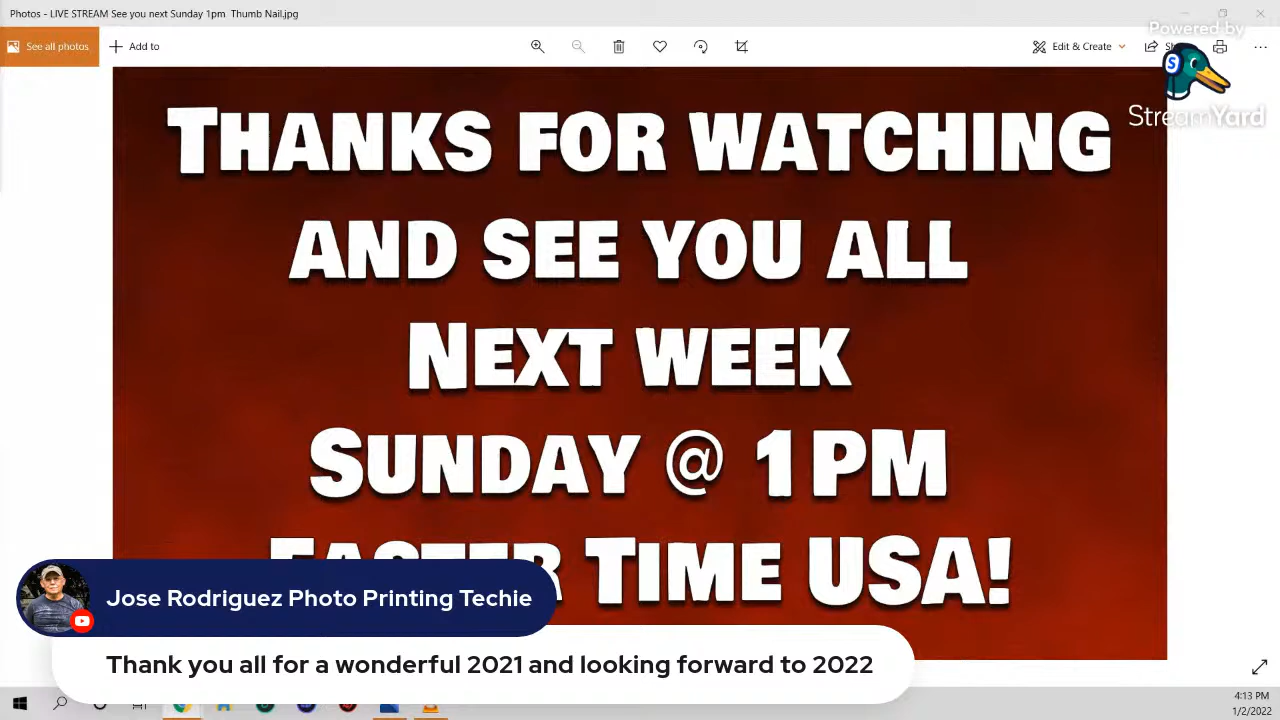 Photos - LIVE STREAM See you next Sunday 1pm Thumb Nail.jpg
See all photos
Add to
Edit & Create
Powered by
StreamYard
THANKS FOR WATCHING
AND SEE YOU ALL
NEXT WEEK
SUNDAY @ 1 PM
TIME USA!
Jose Rodriguez Photo Printing Techie
Thank you all for a wonderful 2021 and looking forward to 2022
4:13 PM
1/2/2022